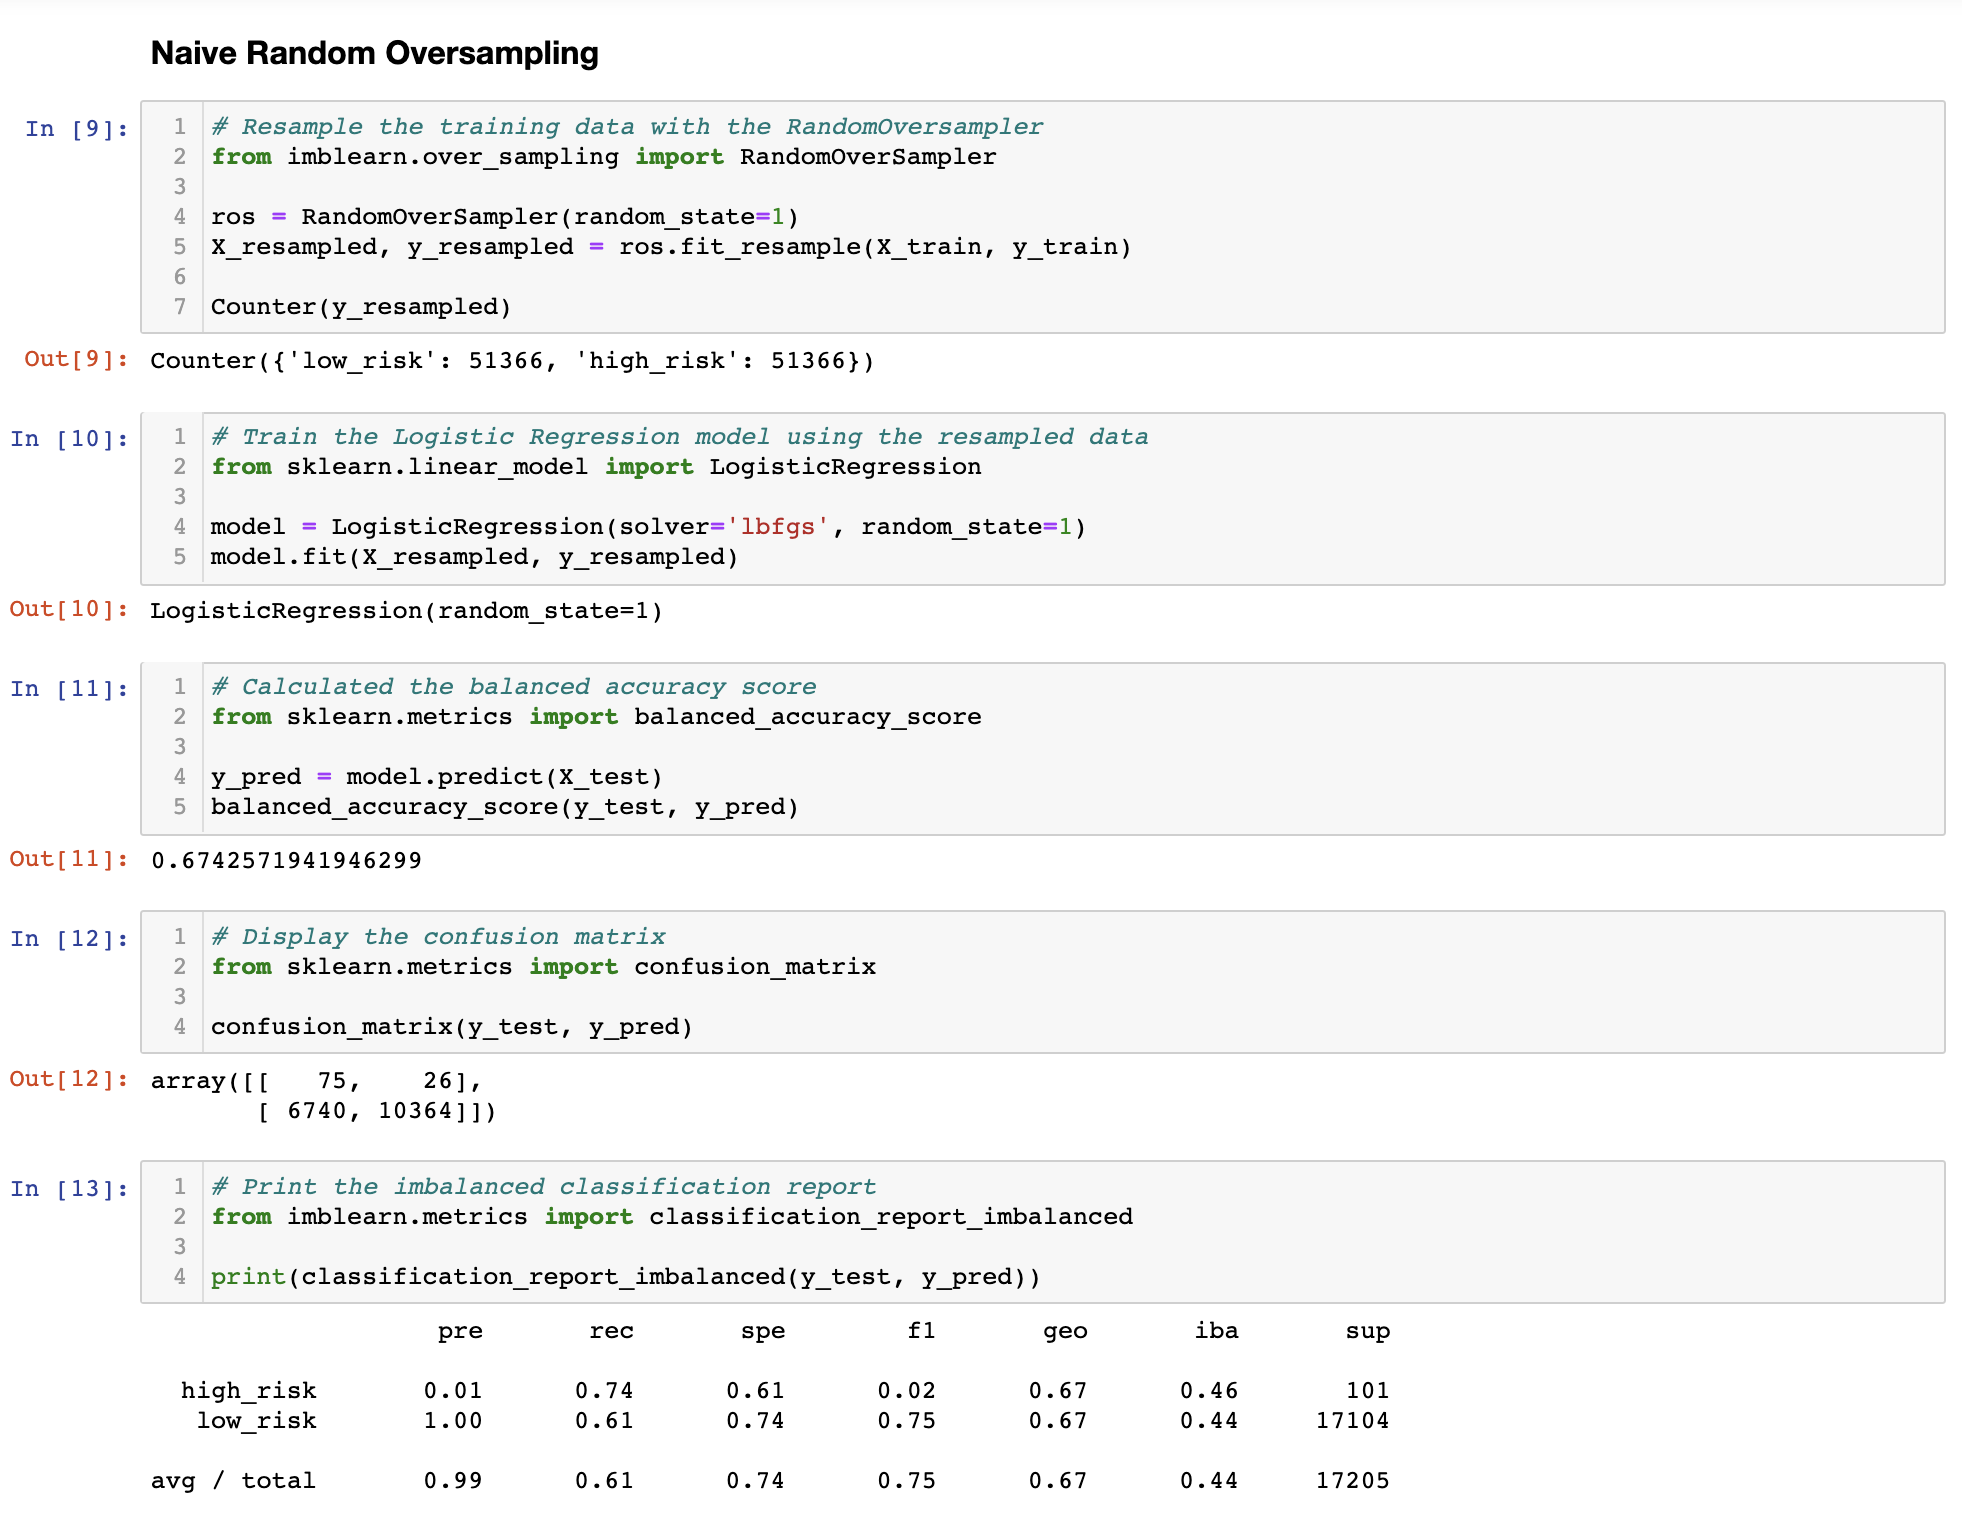 Naive Random Oversampling
In [9]:
1 # Resample the training data with the RandomOversampler
2 from imblearn.over_sampling import RandomOverSampler
3
4 ros = RandomOverSampler(random_state=1)
5 X_resampled, y_resampled = ros.fit_resample(X_train, y_train)
6
7 Counter(y_resampled)
Out[9]: Counter({'low_risk': 51366, 'high_risk': 51366})
In [10]:
1 # Train the Logistic Regression model using the resampled data
2 from sklearn.linear_model import LogisticRegression
3
4 model = LogisticRegression(solver='lbfgs', random_state=1)
5 model.fit(X_resampled, y_resampled)
Out[10]: LogisticRegression(random_state=1)
In [11]:
1 # Calculated the balanced accuracy score
2 from sklearn.metrics import balanced_accuracy_score
3
4 y_pred = model.predict(X_test)
5 balanced_accuracy_score(y_test, y_pred)
Out[11]: 0.6742571941946299
In [12]:
1 # Display the confusion matrix
2 from sklearn.metrics import confusion_matrix
3
4 confusion_matrix(y_test, y_pred)
Out[12]: array([[   75,    26],
       [ 6740, 10364]])
In [13]:
1 # Print the imbalanced classification report
2 from imblearn.metrics import classification_report_imbalanced
3
4 print(classification_report_imbalanced(y_test, y_pred))
pre rec spe f1 geo iba sup
high_risk 0.01 0.74 0.61 0.02 0.67 0.46 101
low_risk 1.00 0.61 0.74 0.75 0.67 0.44 17104
avg / total 0.99 0.61 0.74 0.75 0.67 0.44 17205